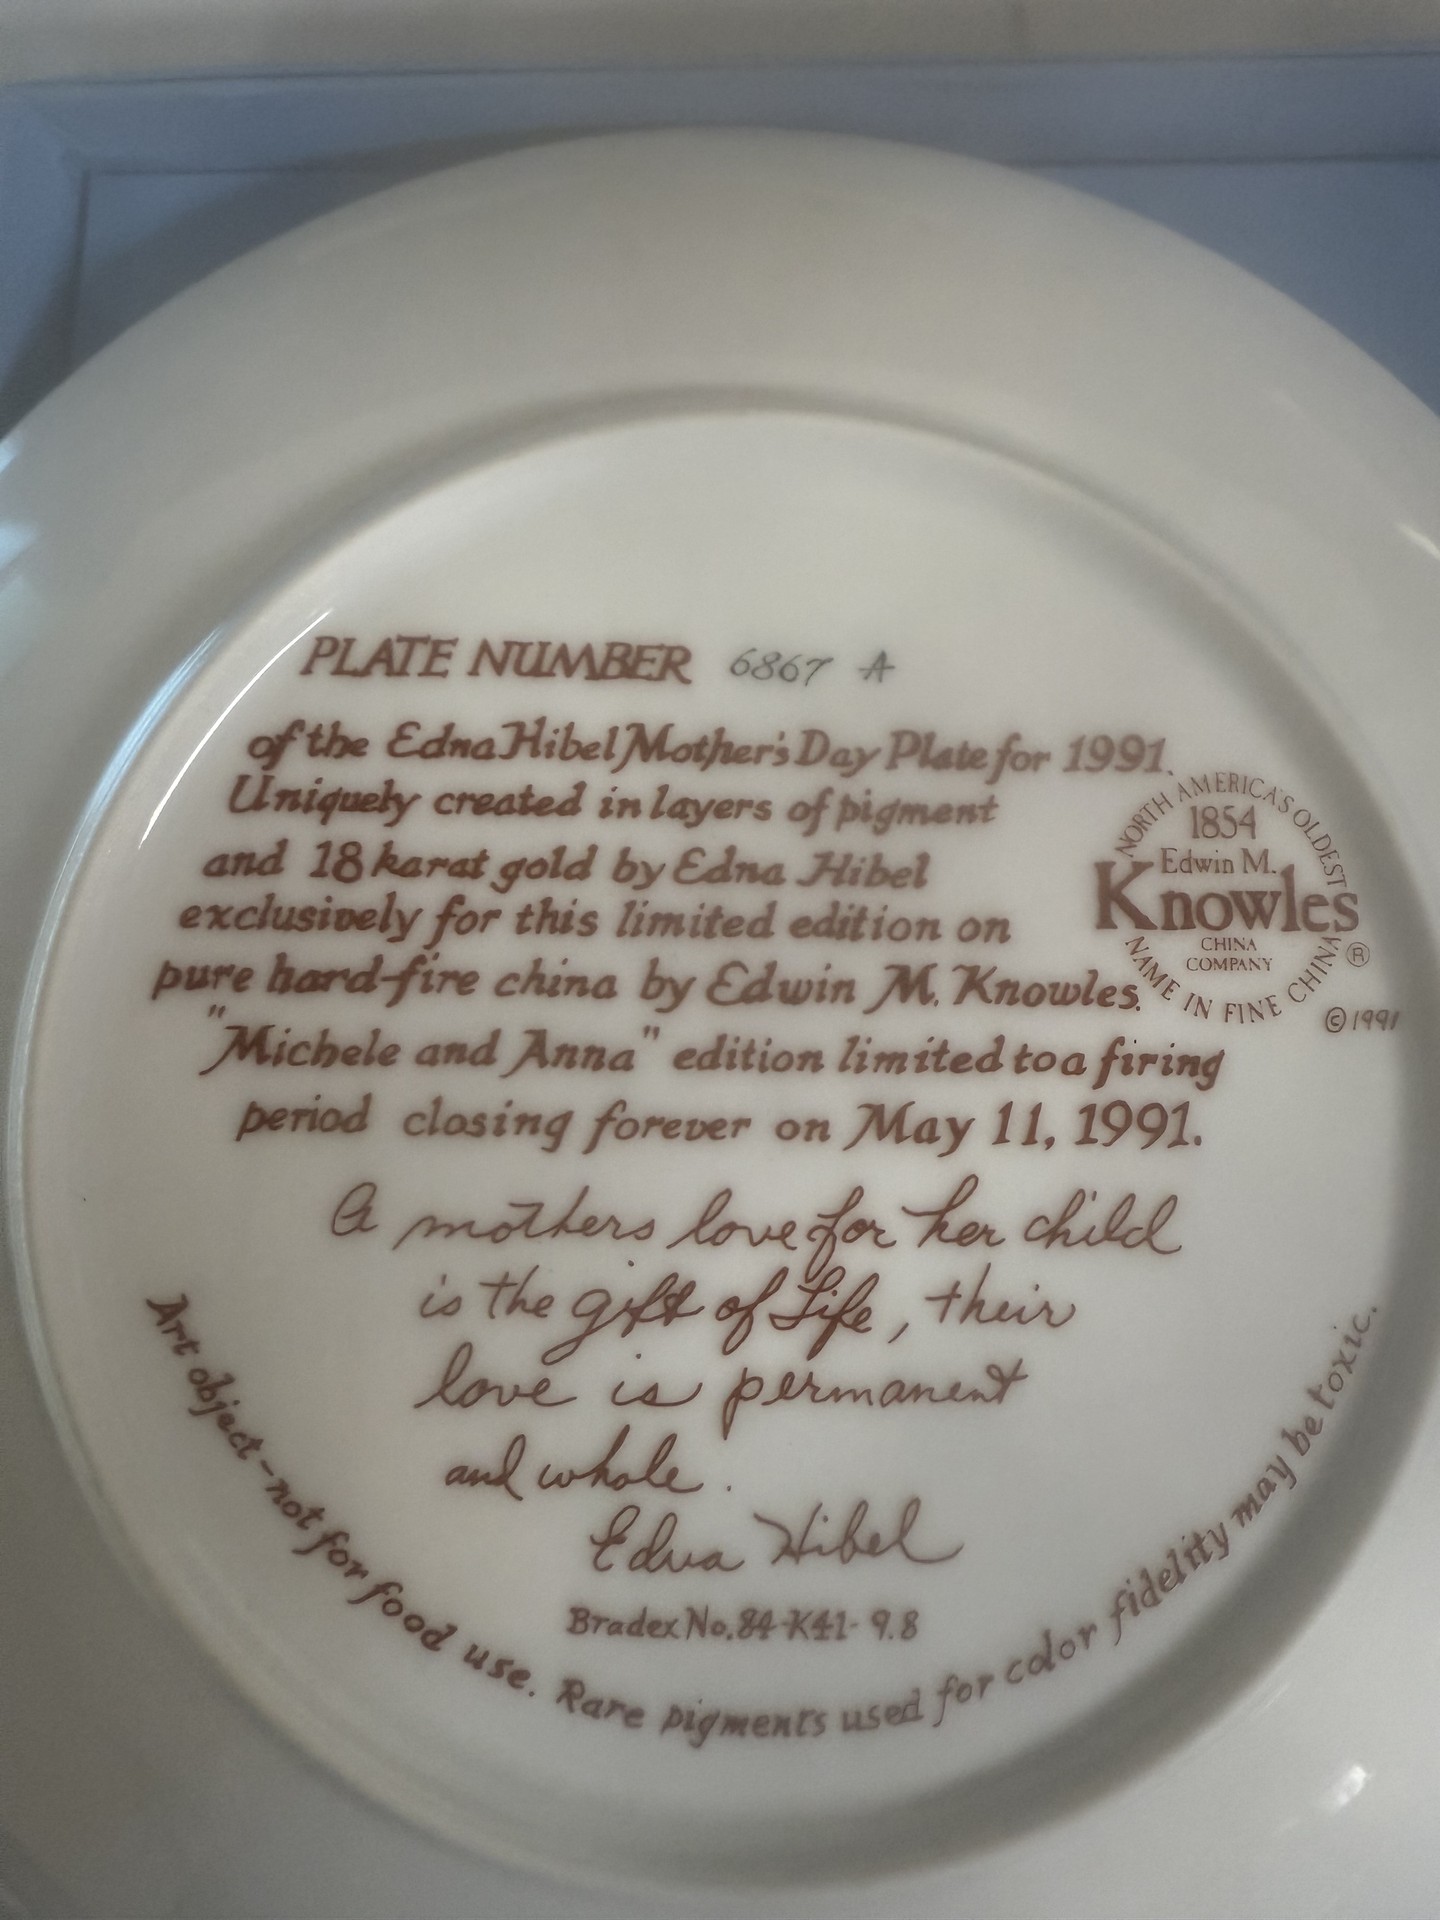 PLATE NUMBER 6867 A
of the Edna Hibel Mother's Day Plate for 1991.
Uniquely created in layers of pigment
and 18 karat gold by Edna Hibel
exclusively for this limited edition on
pure hard-fire china by Edwin M. Knowles.
"Michele and Anna" edition limited to a firing
period closing forever on May 11, 1991.
NORTH AMERICA'S OLDEST
1854
Edwin M.
Knowles
CHINA
COMPANY
NAME IN FINE CHINA
®
©1991
A mothers love for her child
is the gift of Life, their
love is permanent
and whole.
Edna Hibel
Bradex No. 84-K41-9.8
Art object-not for food use. Rare pigments used for color fidelity may be toxic.